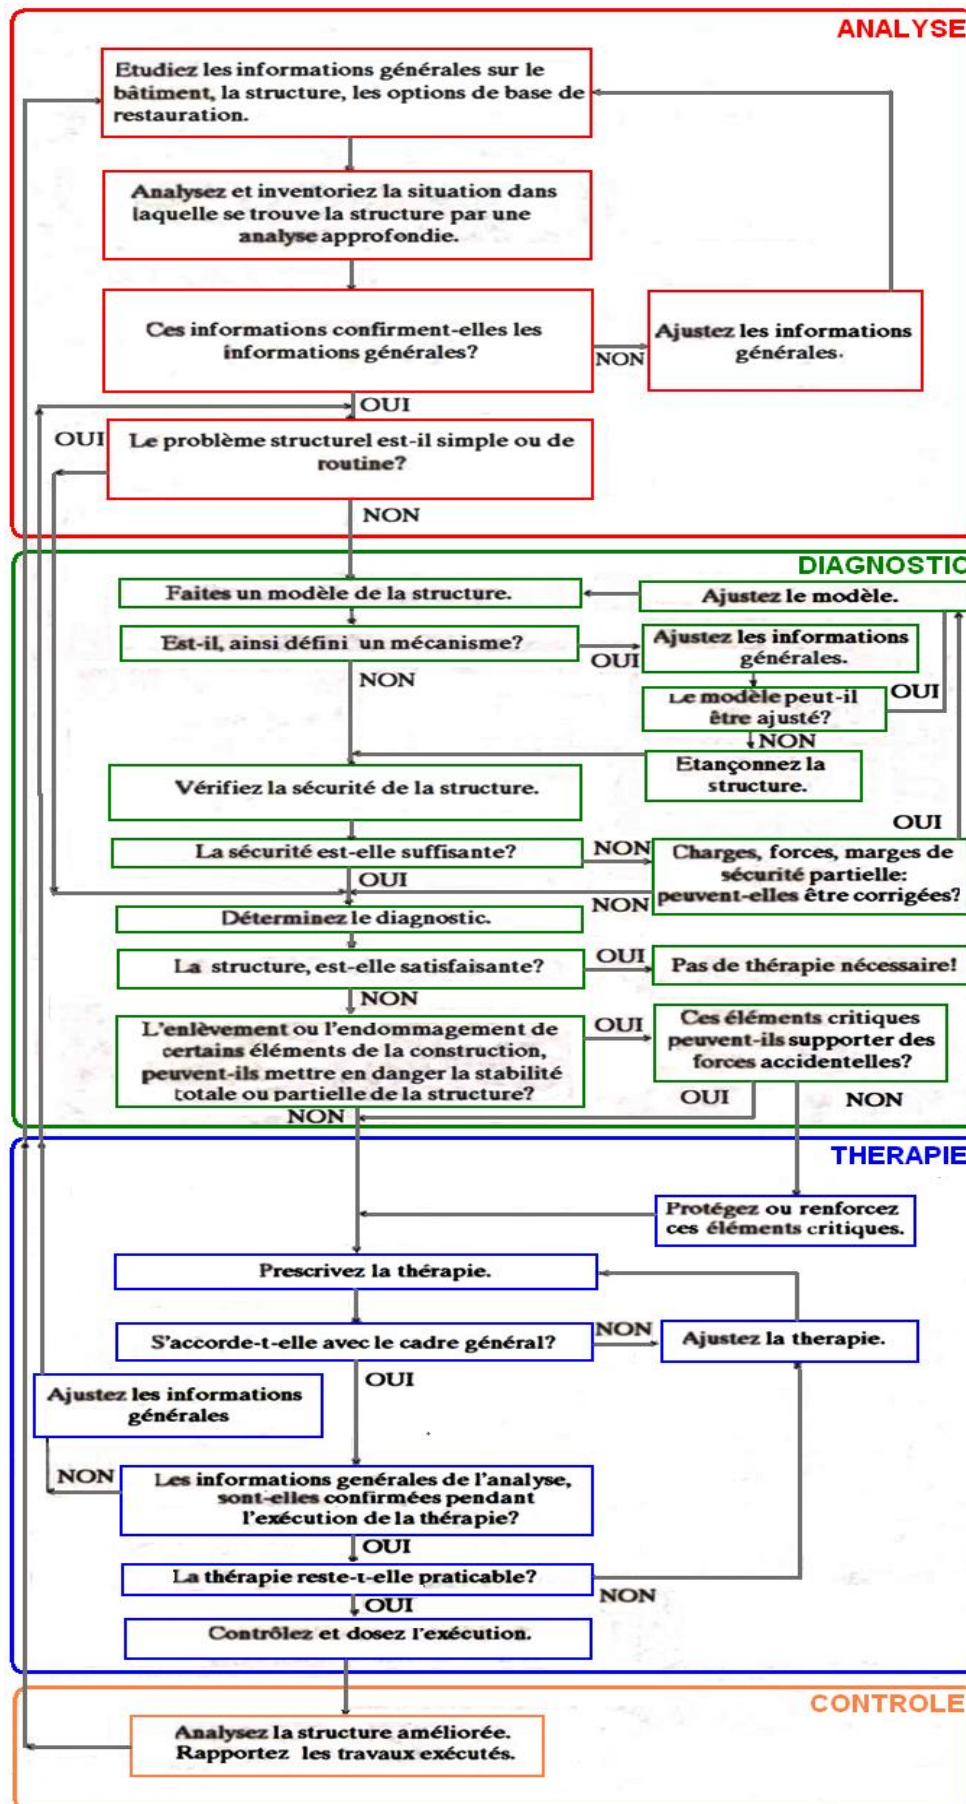 ANALYSE
Etudiez les informations générales sur le
bâtiment, la structure, les options de base de
restauration.
Analysez et inventoriez la situation dans
laquelle se trouve la structure par une
analyse approfondie.
Ces informations confirment-elles les
informations générales?
NON
Ajustez les informations
générales.
OUI
OUI
Le problème structurel est-il simple ou de
routine?
NON
DIAGNOSTIC
Faites un modèle de la structure.
Ajustez le modèle.
Est-il, ainsi défini un mécanisme?
OUI
Ajustez les informations
générales.
NON
Le modèle peut-il
être ajusté?
OUI
NON
Etançonnez la
structure.
Vérifiez la sécurité de la structure.
OUI
La sécurité est-elle suffisante?
NON
Charges, forces, marges de
sécurité partielle:
peuvent-elles être corrigées?
OUI
NON
Déterminez le diagnostic.
La structure, est-elle satisfaisante?
OUI
Pas de thérapie nécessaire!
NON
L'enlèvement ou l'endommagement de
certains éléments de la construction,
peuvent-ils mettre en danger la stabilité
totale ou partielle de la structure?
OUI
Ces éléments critiques
peuvent-ils supporter des
forces accidentelles?
OUI
NON
NON
THERAPIE
Protégez ou renforcez
ces éléments critiques.
Prescrivez la thérapie.
S'accorde-t-elle avec le cadre général?
NON
Ajustez la therapie.
OUI
Ajustez les informations
générales
NON
Les informations genérales de l'analyse,
sont-elles confirmées pendant
l'exécution de la thérapie?
OUI
La thérapie reste-t-elle praticable?
NON
OUI
Contrôlez et dosez l'exécution.
CONTROLE
Analysez la structure améliorée.
Rapportez les travaux exécutés.